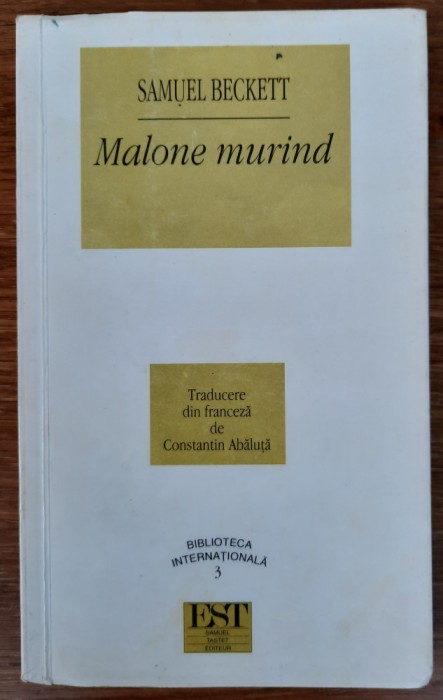 SAMUEL BECKETT
Malone murind
Traducere
din franceză
de
Constantin Abăluță
BIBLIOTECA
INTERNAȚIONALĂ
3
EST
SAMUEL
TASTET
EDITEUR